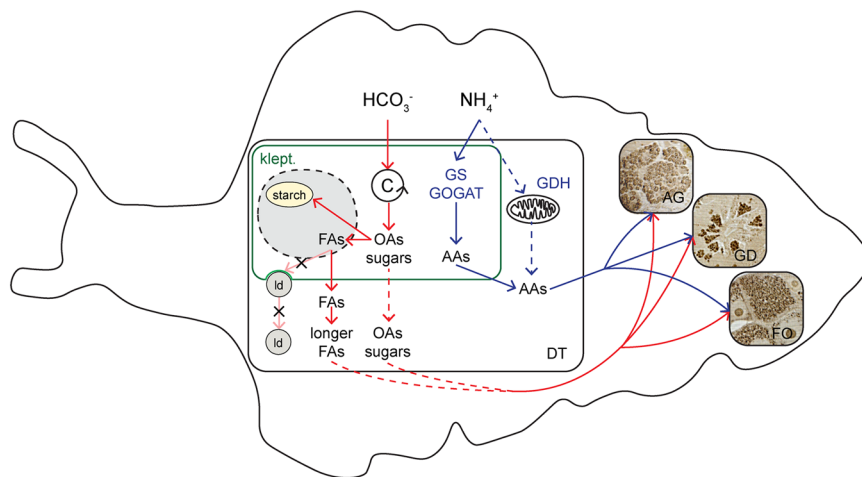 HCO₃⁻
NH₄⁺
klept.
GS
GOGAT
GDH
C
starch
FAs
OAs
sugars
AAs
AAs
ld
FAs
longer
FAs
OAs
sugars
ld
DT
AG
GD
FO